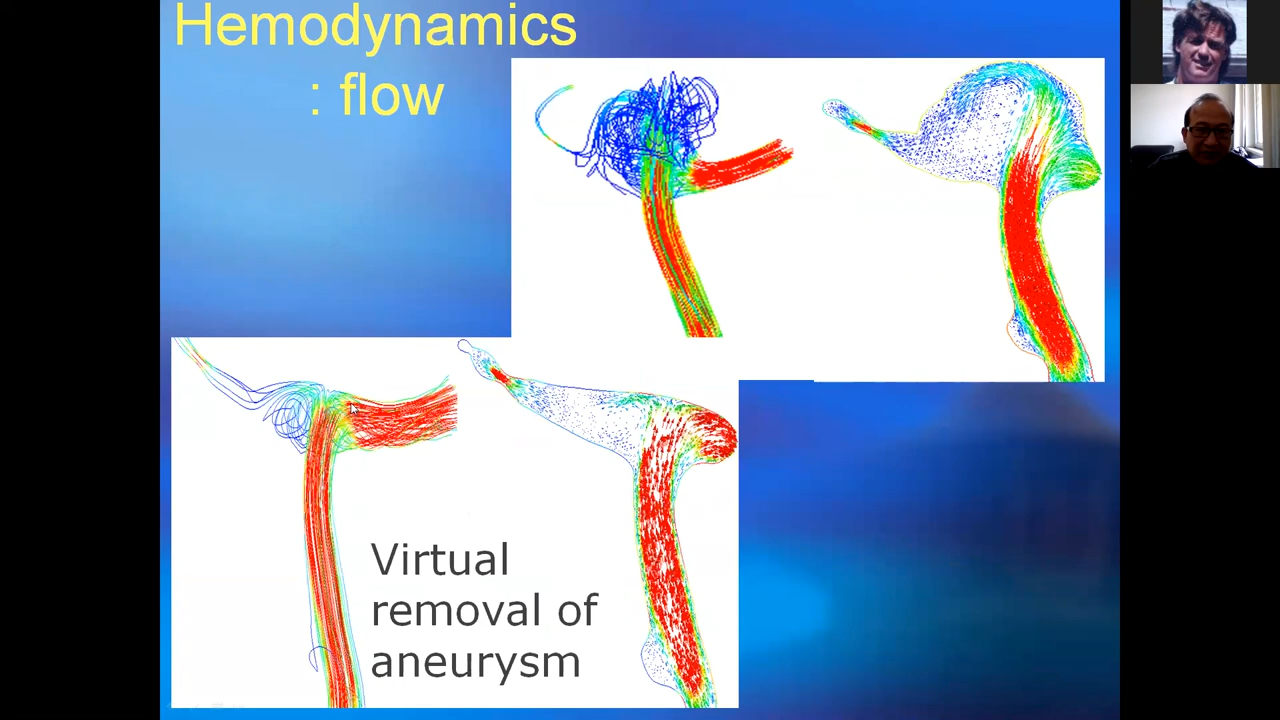 Hemodynamics
: flow
Virtual
removal of
aneurysm